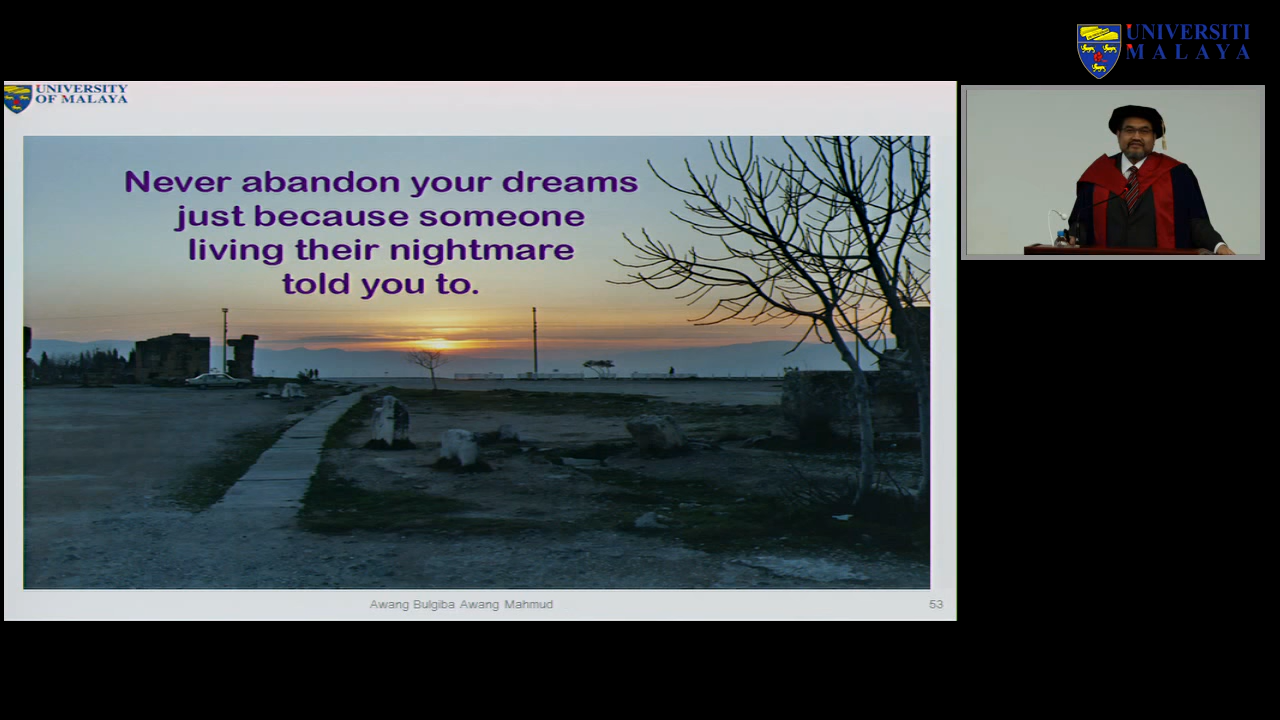 UNIVERSITI
MALAYA
UNIVERSITY
OF MALAYA
Never abandon your dreams
just because someone
living their nightmare
told you to.
Awang Bulgiba Awang Mahmud
53